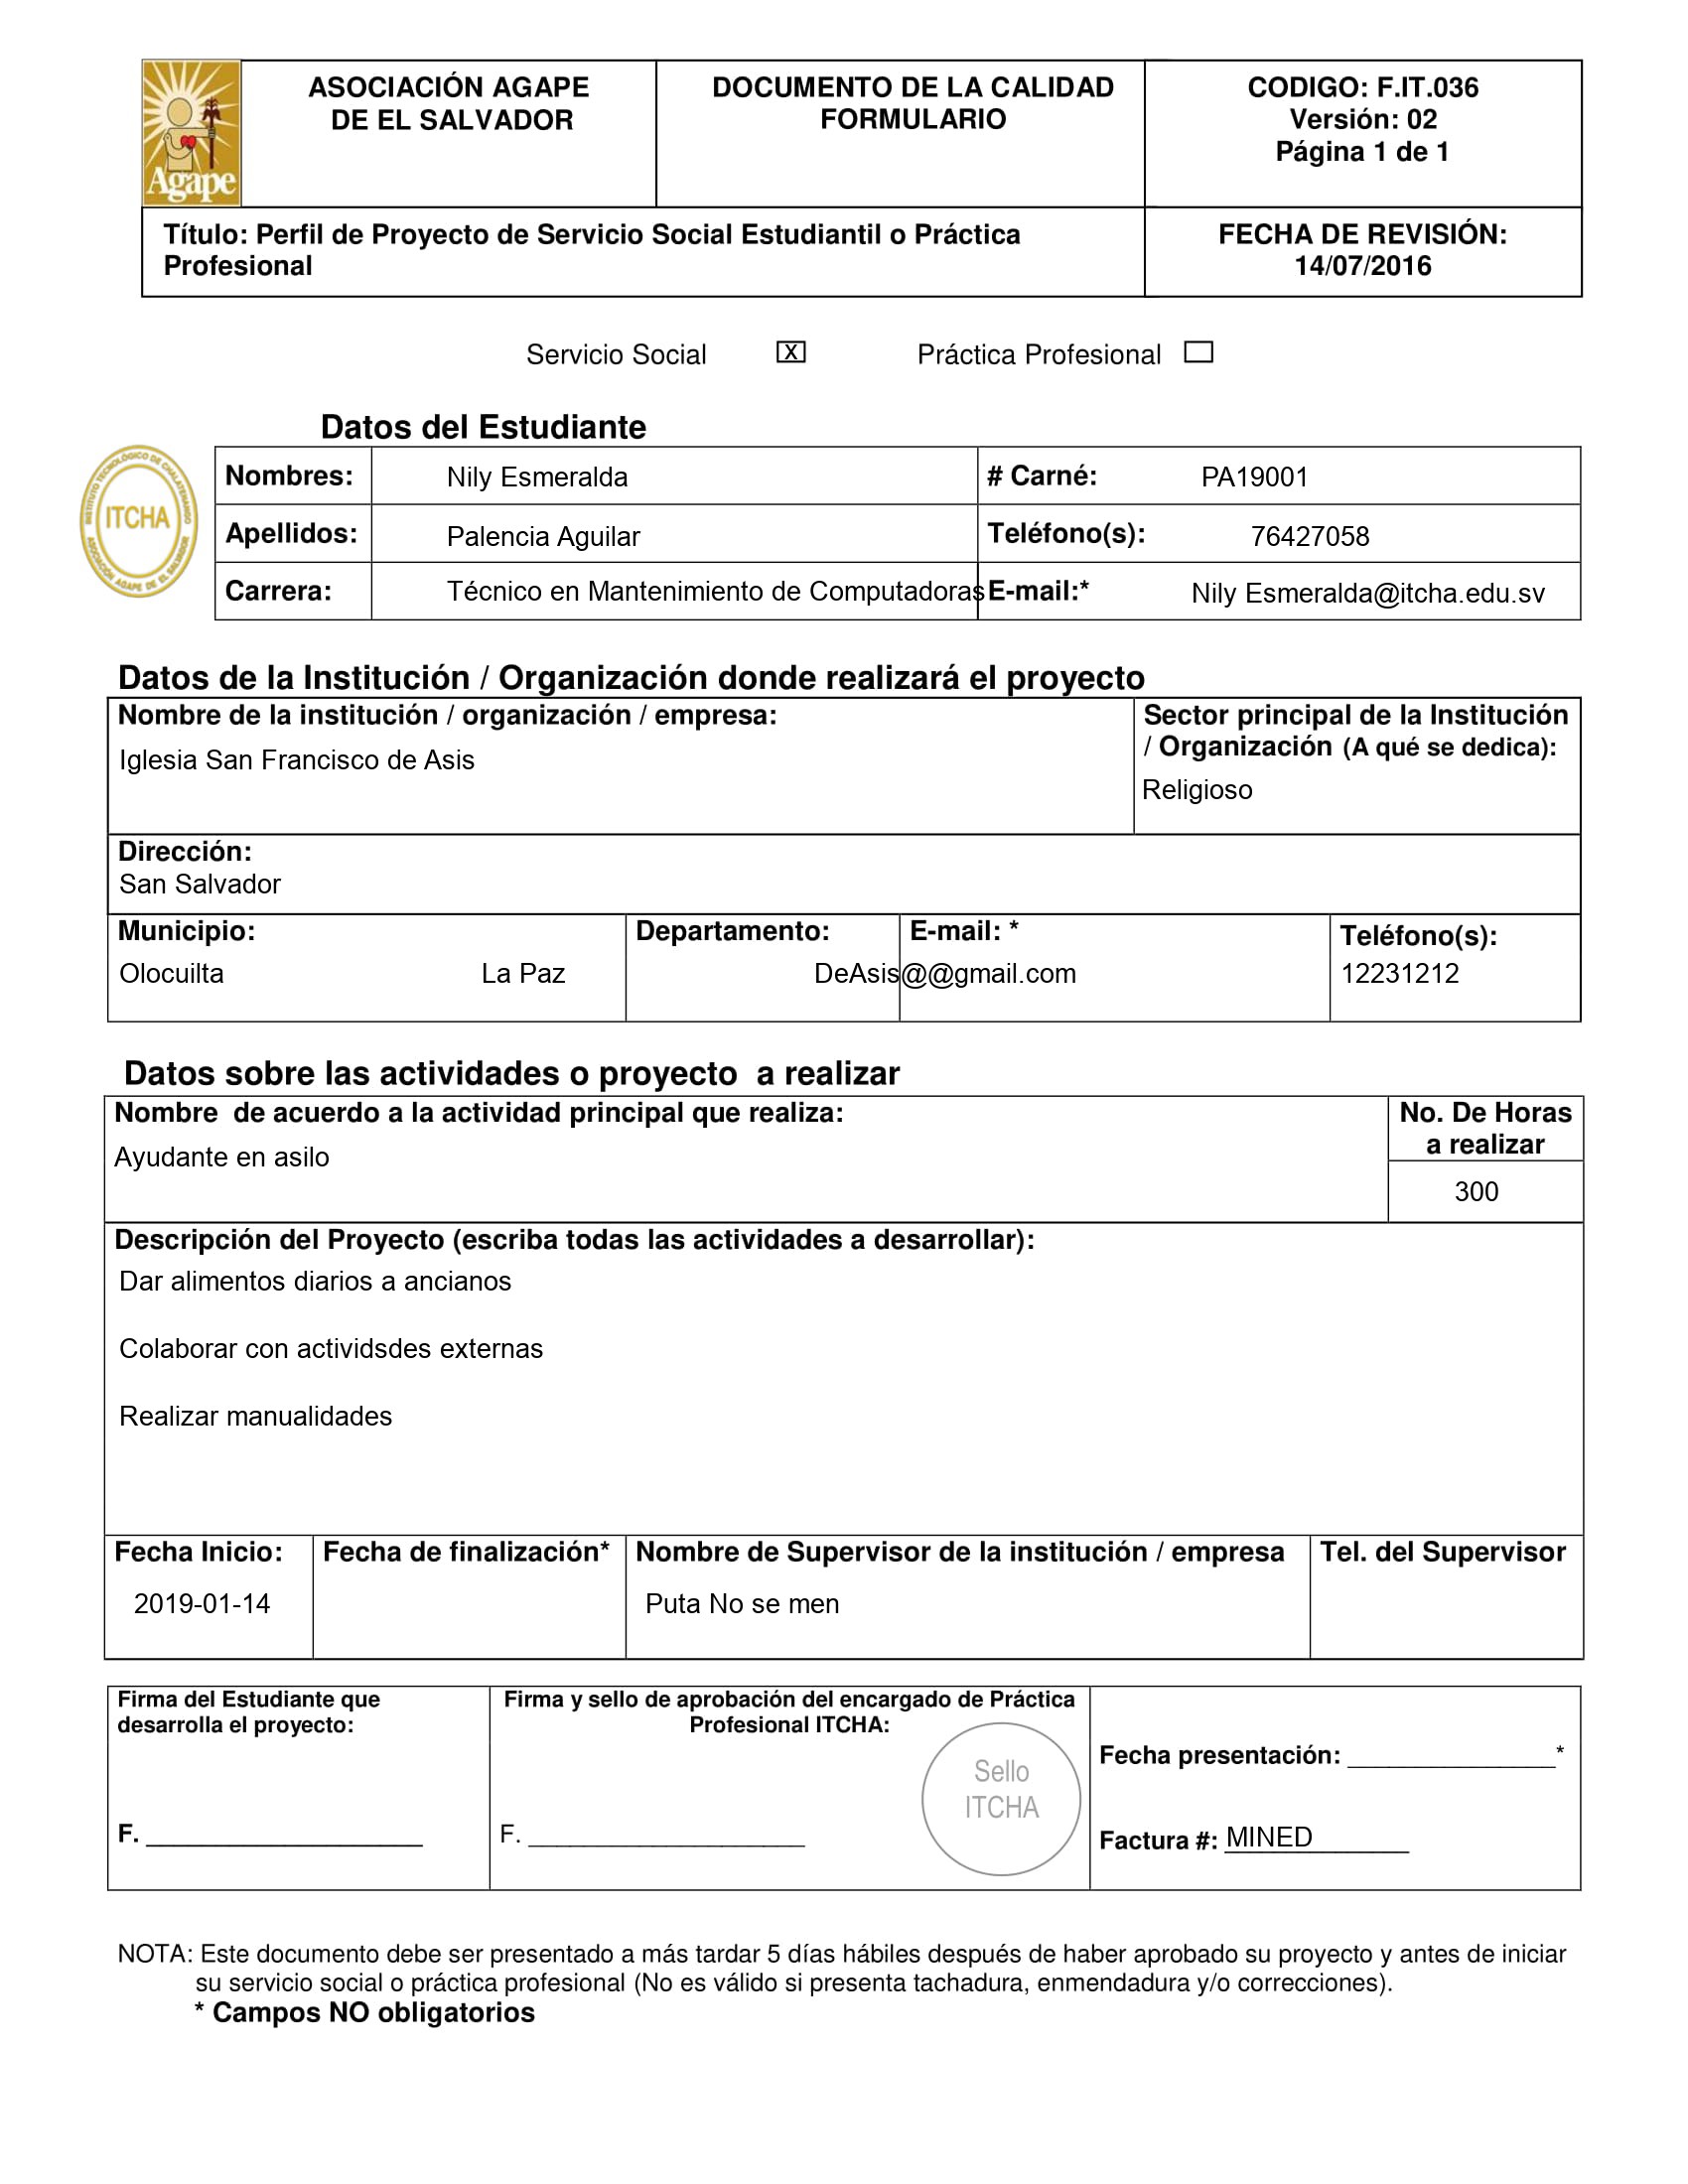 Agape
ASOCIACIÓN AGAPE
DE EL SALVADOR
DOCUMENTO DE LA CALIDAD
FORMULARIO
CODIGO: F.IT.036
Versión: 02
Página 1 de 1
Título: Perfil de Proyecto de Servicio Social Estudiantil o Práctica
Profesional
FECHA DE REVISIÓN:
14/07/2016
Servicio Social X Práctica Profesional
Datos del Estudiante
INSTITUTO TECNOLÓGICO DE CHALATENANGO
ITCHA
ASOCIACIÓN AGAPE DE EL SALVADOR
Nombres: Nily Esmeralda # Carné: PA19001
Apellidos: Palencia Aguilar Teléfono(s): 76427058
Carrera: Técnico en Mantenimiento de Computadoras E-mail:* Nily Esmeralda@itcha.edu.sv
Datos de la Institución / Organización donde realizará el proyecto
Nombre de la institución / organización / empresa:
Iglesia San Francisco de Asis
Sector principal de la Institución
/ Organización (A qué se dedica):
Religioso
Dirección:
San Salvador
Municipio: Departamento: E-mail: * Teléfono(s):
Olocuilta La Paz DeAsis@@gmail.com 12231212
Datos sobre las actividades o proyecto a realizar
Nombre de acuerdo a la actividad principal que realiza:
Ayudante en asilo
No. De Horas
a realizar
300
Descripción del Proyecto (escriba todas las actividades a desarrollar):
Dar alimentos diarios a ancianos
Colaborar con actividsdes externas
Realizar manualidades
Fecha Inicio: Fecha de finalización* Nombre de Supervisor de la institución / empresa Tel. del Supervisor
2019-01-14 Puta No se men
Firma del Estudiante que
desarrolla el proyecto:
F. ____________________
Firma y sello de aprobación del encargado de Práctica
Profesional ITCHA:
Sello
ITCHA
F. ____________________
Fecha presentación: _______________*
Factura #: MINED
NOTA: Este documento debe ser presentado a más tardar 5 días hábiles después de haber aprobado su proyecto y antes de iniciar
su servicio social o práctica profesional (No es válido si presenta tachadura, enmendadura y/o correcciones).
* Campos NO obligatorios